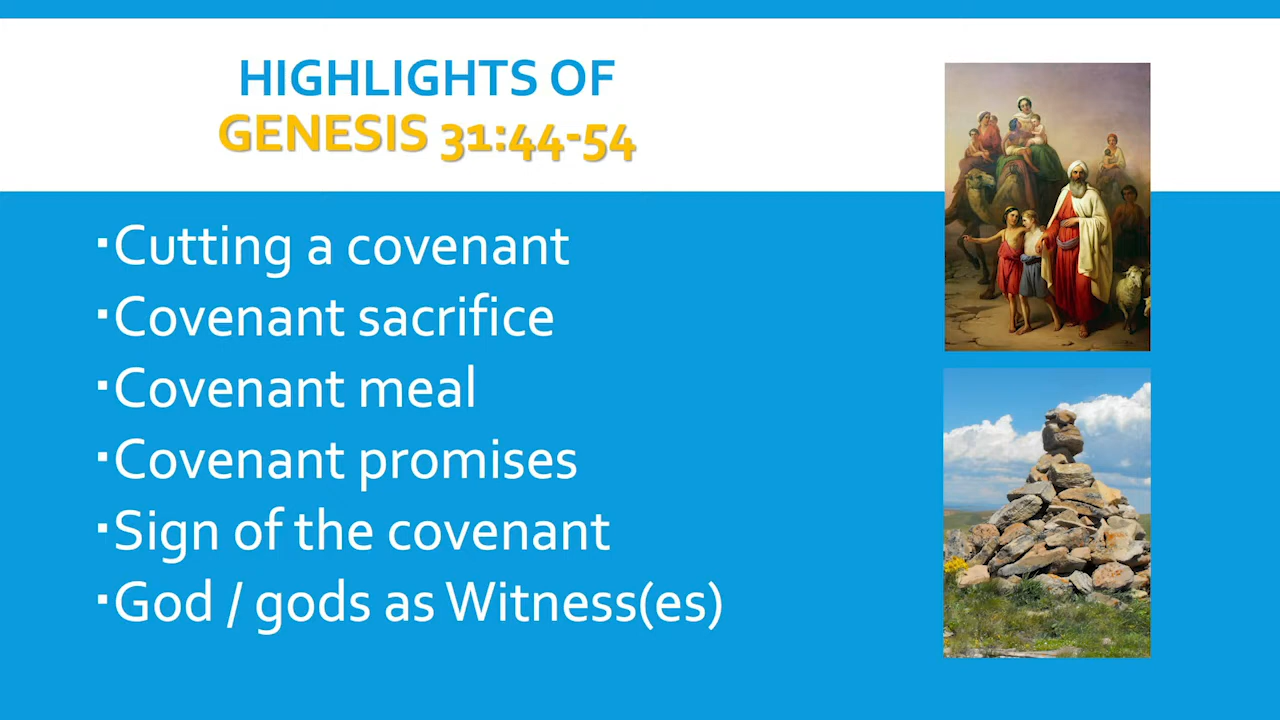 HIGHLIGHTS OF
GENESIS 31:44-54
▪Cutting a covenant
▪Covenant sacrifice
▪Covenant meal
▪Covenant promises
▪Sign of the covenant
▪God / gods as Witness(es)